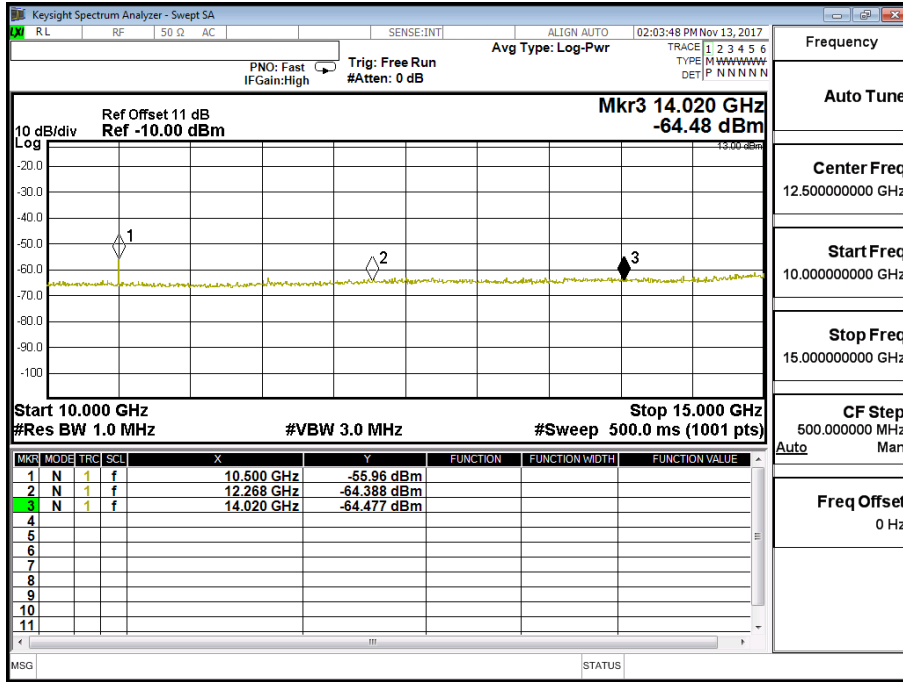 Keysight Spectrum Analyzer - Swept SA
LXI RL RF 50 Ω AC SENSE:INT ALIGN AUTO 02:03:48 PM Nov 13, 2017
PNO: Fast
IFGain:High
Trig: Free Run
#Atten: 0 dB
Avg Type: Log-Pwr
TRACE 1 2 3 4 5 6
TYPE M W W W W W
DET P N N N N N
Ref Offset 11 dB
10 dB/div Ref -10.00 dBm
Log
Mkr3 14.020 GHz
-64.48 dBm
13.00 dBm
-20.0
-30.0
-40.0
-50.0
-60.0
-70.0
-80.0
-90.0
-100
1
2
3
Start 10.000 GHz Stop 15.000 GHz
#Res BW 1.0 MHz #VBW 3.0 MHz #Sweep 500.0 ms (1001 pts)
MKR MODE TRC SCL X Y FUNCTION FUNCTION WIDTH FUNCTION VALUE
1 N 1 f 10.500 GHz -55.96 dBm
2 N 1 f 12.268 GHz -64.388 dBm
3 N 1 f 14.020 GHz -64.477 dBm
4
5
6
7
8
9
10
11
MSG STATUS
Frequency
Auto Tune
Center Freq
12.500000000 GHz
Start Freq
10.000000000 GHz
Stop Freq
15.000000000 GHz
CF Step
500.000000 MHz
Auto Man
Freq Offset
0 Hz